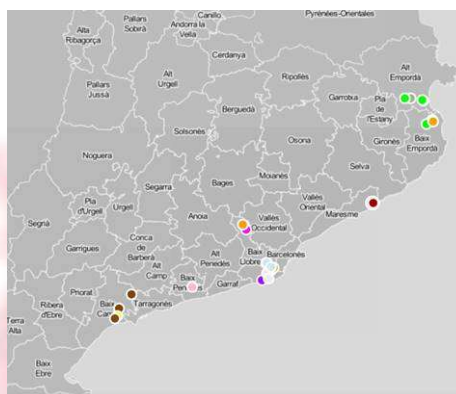 Pyrénées-Orientales
Canillo
Andorra la
Vella
Pallars
Sobirà
Alta
Ribagorça
Cerdanya
Alt
Empordà
Alt
Urgell
Ripollès
Garrotxa
Pla
de
l'Estany
Pallars
Jussà
Berguedà
Solsonès
Osona
Gironès
Baix
Empordà
Noguera
Selva
Bages
Moianès
Segarra
Vallès
Oriental
Maresme
Pla
d'Urgell
Urgell
Anoia
Vallès
Occidental
Segrià
Garrigues
Conca
de
Barberà
Alt
Penedès
Baix
Llobre
Barcelonès
Alt
Camp
Baix
Penedès
Garraf
Priorat
Tarragonès
Ribera
d'Ebre
Baix
Camp
Terra
Alta
Baix
Ebre